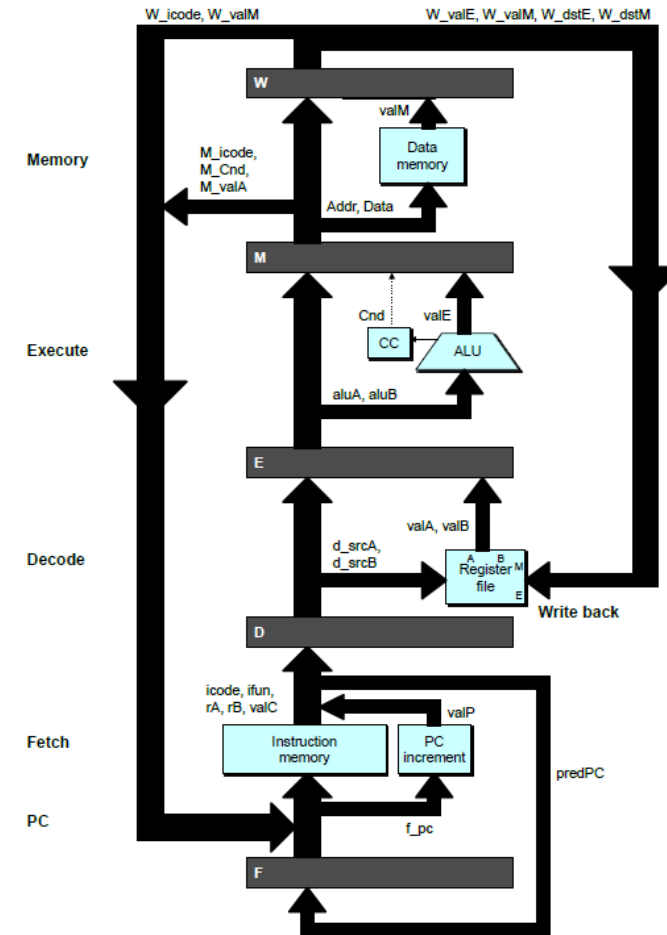 W_icode, W_valM
W_valE, W_valM, W_dstE, W_dstM
W
valM
Memory
M_icode,
M_Cnd,
M_valA
Data
memory
Addr, Data
M
Cnd
valE
Execute
CC
ALU
aluA, aluB
E
valA, valB
Decode
d_srcA,
d_srcB
A B
Register
file
M
E
Write back
D
icode, ifun,
rA, rB, valC
valP
Fetch
Instruction
memory
PC
increment
predPC
PC
f_pc
F